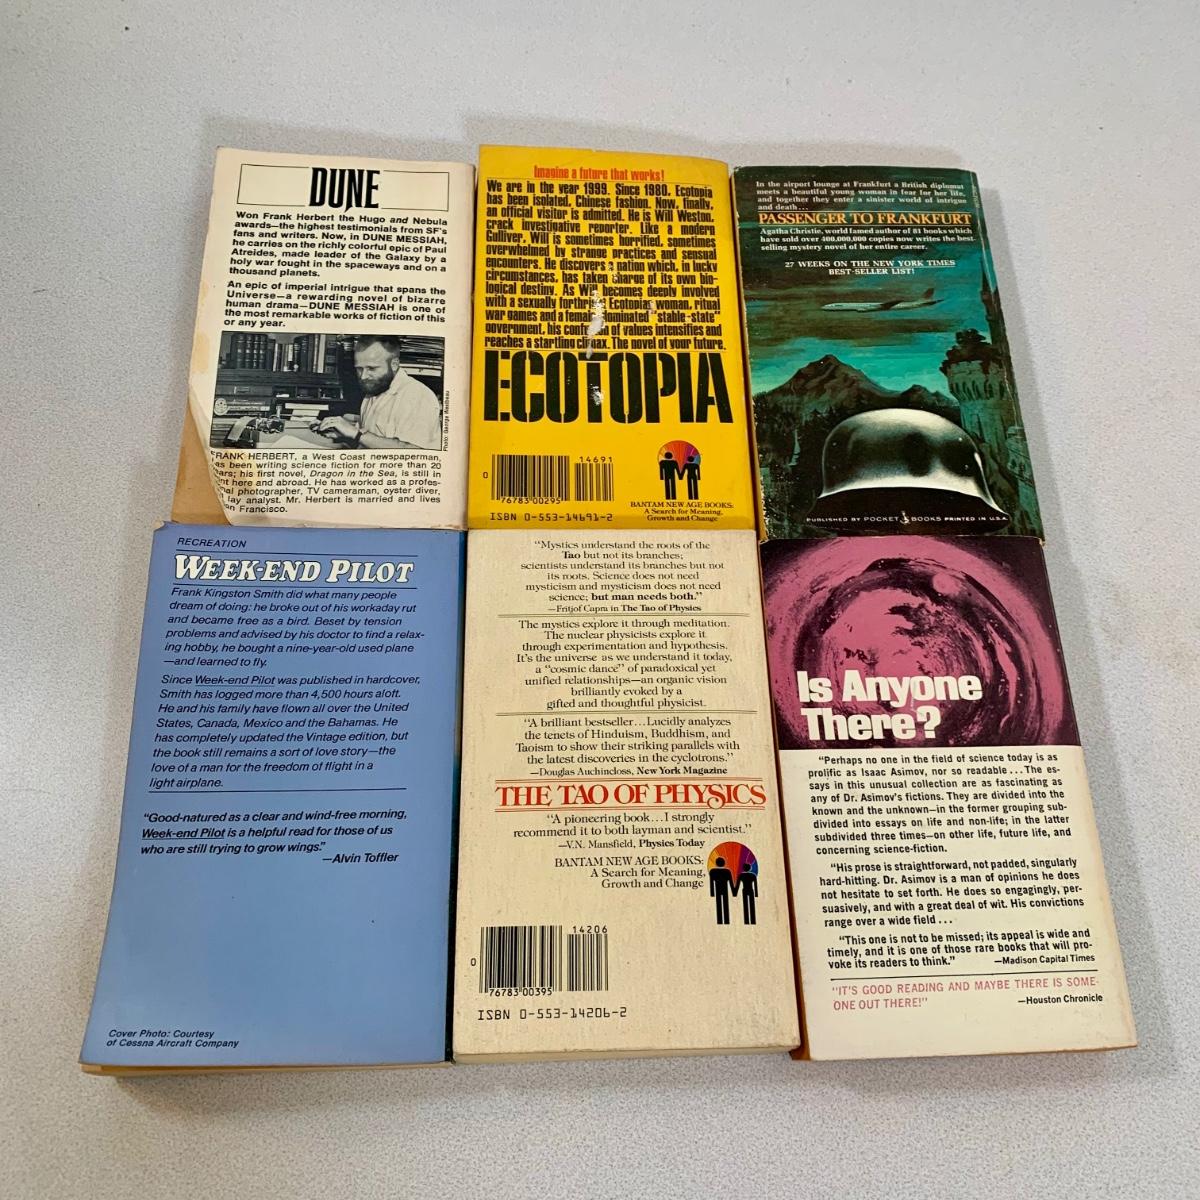 DUNE
Won Frank Herbert the Hugo and Nebula
awards—the highest testimonials from SF's
fans and writers. Now, in DUNE MESSIAH,
he carries on the richly colorful epic of Paul
Atreides, made leader of the Galaxy by a
holy war fought in the spaceways and on a
thousand planets.
An epic of imperial intrigue that spans the
Universe—a rewarding novel of bizarre
human drama—DUNE MESSIAH is one of
the most remarkable works of fiction of this
or any year.
Photo: George
FRANK HERBERT, a West Coast newspaperman,
has been writing science fiction for more than 20
years; his first novel, Dragon in the Sea, is still in
here and abroad. He has worked as a profes-
photographer, TV cameraman, oyster diver,
lay analyst. Mr. Herbert is married and lives
Francisco.
Imagine a future that works!
We are in the year 1999. Since 1980, Ecotopia
has been isolated, Chinese fashion. Now, finally,
an official visitor is admitted. He is Will Weston,
crack investigative reporter. Like a modern
Gulliver, Will is sometimes horrified, sometimes
overwhelmed by strange practices and sensual
encounters. He discovers a nation which, in lucky
circumstances, has taken charge of its own bio-
logical destiny. As Will becomes deeply involved
with a sexually forthright Ecotopian woman, ritual
war games and a female-dominated "stable-state"
government, his confusion of values intensifies and
reaches a startling climax. The novel of your future.
ECOTOPIA
14691
0
76783 00295
ISBN 0-553-14691-2
BANTAM NEW AGE BOOKS:
A Search for Meaning,
Growth and Change
In the airport lounge at Frankfurt a British diplomat
meets a beautiful young woman in fear for her life,
and together they enter a sinister world of intrigue
and death...
PASSENGER TO FRANKFURT
Agatha Christie, world famed author of 81 books which
have sold over 400,000,000 copies now writes the best-
selling mystery novel of her entire career.
27 WEEKS ON THE NEW YORK TIMES
BEST-SELLER LIST!
PUBLISHED BY POCKET BOOKS PRINTED IN U.S.A.
RECREATION
WEEK-END PILOT
Frank Kingston Smith did what many people
dream of doing: he broke out of his workaday rut
and became free as a bird. Beset by tension
problems and advised by his doctor to find a relax-
ing hobby, he bought a nine-year-old used plane
—and learned to fly.
Since Week-end Pilot was published in hardcover,
Smith has logged more than 4,500 hours aloft.
He and his family have flown all over the United
States, Canada, Mexico and the Bahamas. He
has completely updated the Vintage edition, but
the book still remains a sort of love story—the
love of a man for the freedom of flight in a
light airplane.
"Good-natured as a clear and wind-free morning,
Week-end Pilot is a helpful read for those of us
who are still trying to grow wings."
—Alvin Toffler
Cover Photo: Courtesy
of Cessna Aircraft Company
"Mystics understand the roots of the
Tao but not its branches;
scientists understand its branches but not
its roots. Science does not need
mysticism and mysticism does not need
science; but man needs both."
—Fritjof Capra in The Tao of Physics
The mystics explore it through meditation.
The nuclear physicists explore it
through experimentation and hypothesis.
It's the universe as we understand it today,
a "cosmic dance" of paradoxical yet
unified relationships—an organic vision
brilliantly evoked by a
gifted and thoughtful physicist.
"A brilliant bestseller...Lucidly analyzes
the tenets of Hinduism, Buddhism, and
Taoism to show their striking parallels with
the latest discoveries in the cyclotrons."
—Douglas Auchincloss, New York Magazine
THE TAO OF PHYSICS
"A pioneering book...I strongly
recommend it to both layman and scientist."
—V.N. Mansfield, Physics Today
BANTAM NEW AGE BOOKS:
A Search for Meaning,
Growth and Change
14206
0
76783 00395
ISBN 0-553-14206-2
Is Anyone
There?
"Perhaps no one in the field of science today is as
prolific as Isaac Asimov, nor so readable... The es-
says in this unusual collection are as fascinating as
any of Dr. Asimov's fictions. They are divided into the
known and the unknown–in the former grouping sub-
divided into essays on life and non-life; in the latter
subdivided three times—on other life, future life, and
concerning science-fiction.
"His prose is straightforward, not padded, singularly
hard-hitting. Dr. Asimov is a man of opinions he does
not hesitate to set forth. He does so engagingly, per-
suasively, and with a great deal of wit. His convictions
range over a wide field...
"This one is not to be missed; its appeal is wide and
timely, and it is one of those rare books that will pro-
voke its readers to think." —Madison Capital Times
"IT'S GOOD READING AND MAYBE THERE IS SOME-
ONE OUT THERE!"
—Houston Chronicle